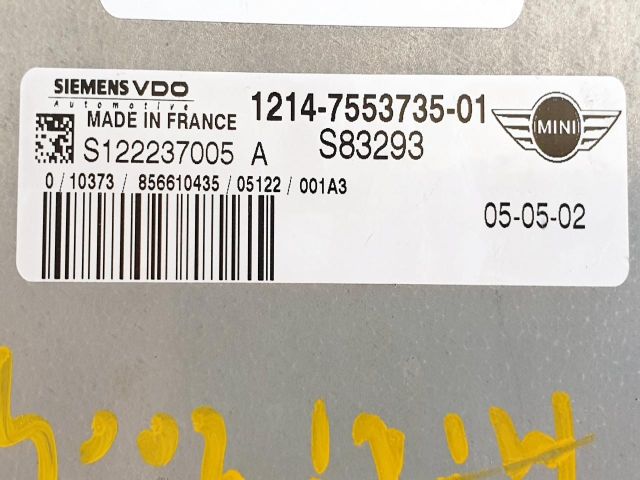 SIEMENS VDO
Automotive
MADE IN FRANCE
1214-7553735-01
MINI
S122237005 A
S83293
0/10373/856610435/05122/001A3
05-05-02